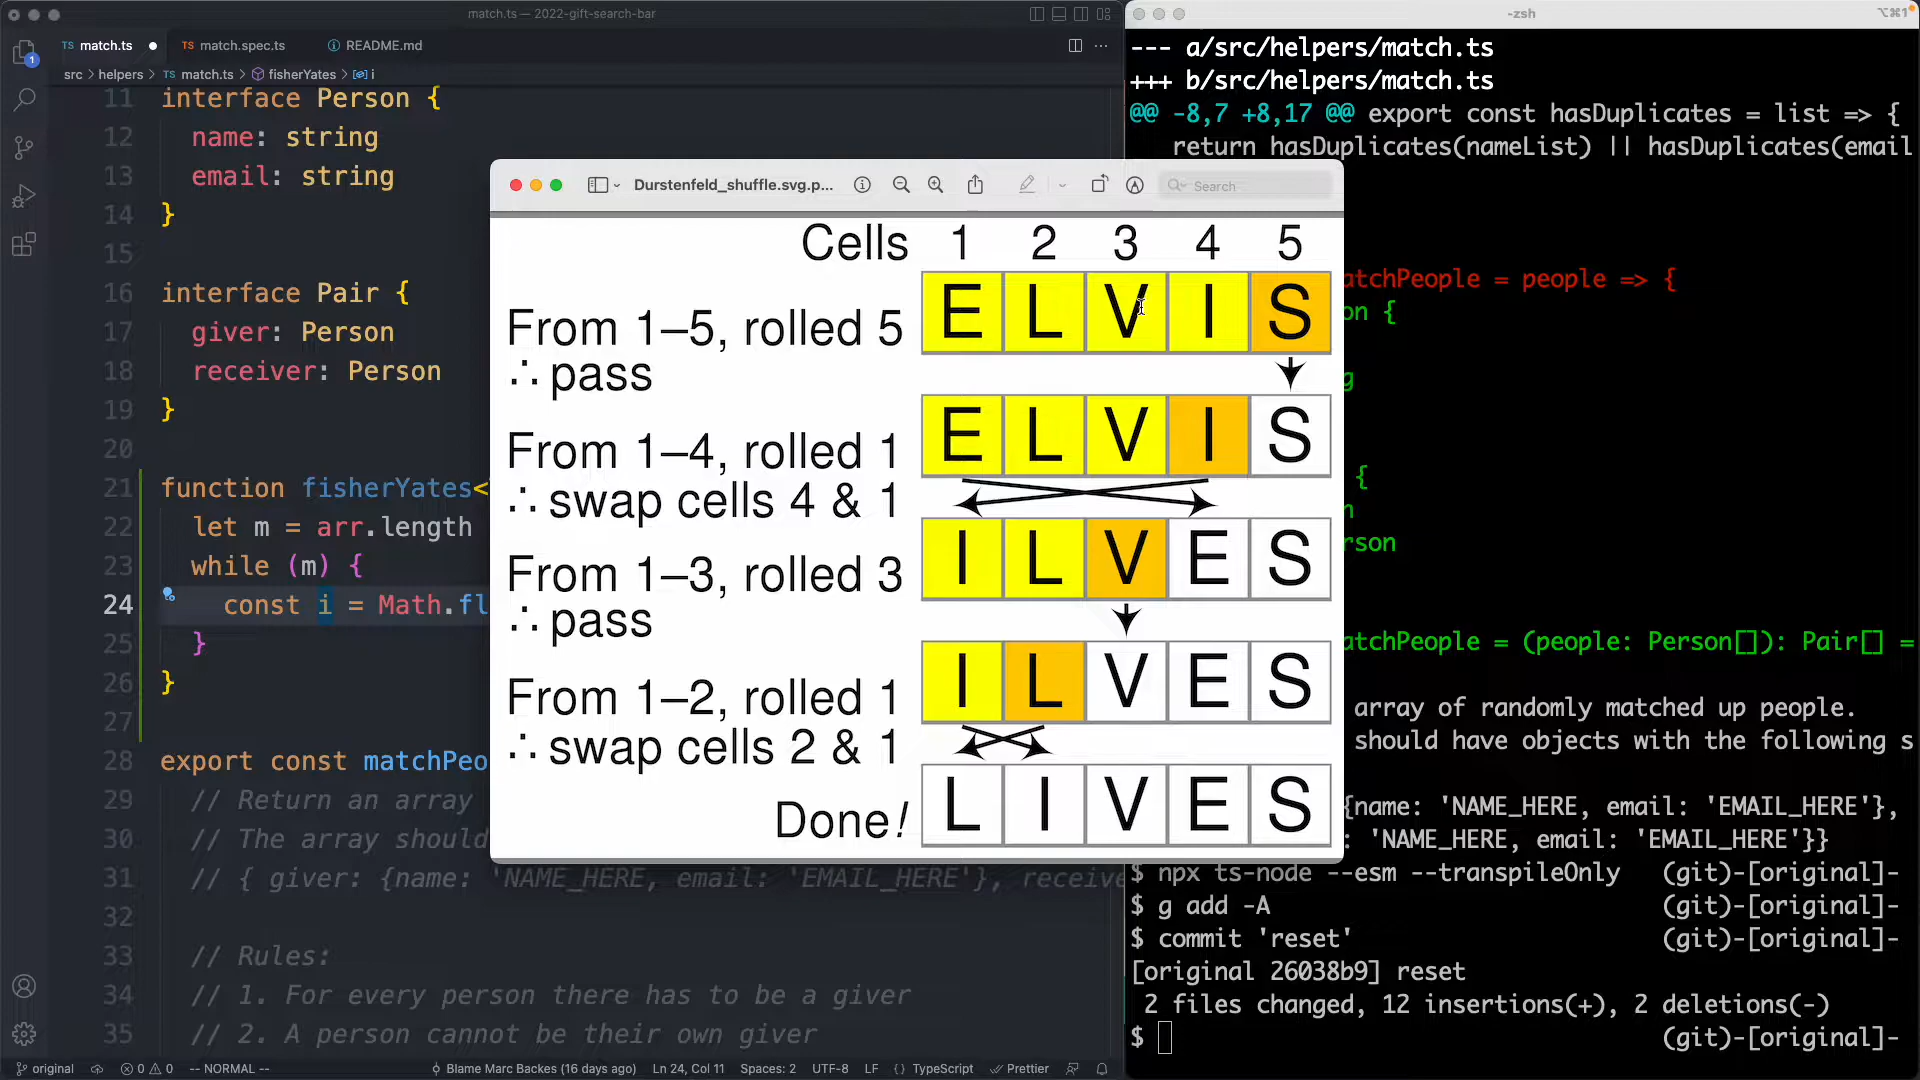 match.ts — 2022-gift-search-bar
TS match.ts
TS match.spec.ts
README.md
src > helpers > TS match.ts > fisherYates > i
11 interface Person {
12 name: string
13 email: string
14 }
15
16 interface Pair {
17 giver: Person
18 receiver: Person
19 }
20
21 function fisherYates<
22 let m = arr.length
23 while (m) {
24 const i = Math.fl
25 }
26 }
27
28 export const matchPeo
29 // Return an array
30 // The array should
31 // { giver: {name: 'NAME_HERE, email: 'EMAIL_HERE'}, receive
32
33 // Rules:
34 // 1. For every person there has to be a giver
35 // 2. A person cannot be their own giver
1
original
0 0
-- NORMAL --
Blame Marc Backes (16 days ago)
Ln 24, Col 11
Spaces: 2
UTF-8
LF
{} TypeScript
Prettier
Durstenfeld_shuffle.svg.p...
Search
Cells 1 2 3 4 5
From 1–5, rolled 5 E L V I S
∴ pass
From 1–4, rolled 1 E L V I S
∴ swap cells 4 & 1
From 1–3, rolled 3 I L V E S
∴ pass
From 1–2, rolled 1 I L V E S
∴ swap cells 2 & 1
Done! L I V E S
-zsh
⌥⌘1
--- a/src/helpers/match.ts
+++ b/src/helpers/match.ts
@@ -8,7 +8,17 @@ export const hasDuplicates = list => {
return hasDuplicates(nameList) || hasDuplicates(email
atchPeople = people => {
on {
g
{
n
rson
atchPeople = (people: Person[]): Pair[] =
array of randomly matched up people.
should have objects with the following s
{name: 'NAME_HERE, email: 'EMAIL_HERE'},
: 'NAME_HERE, email: 'EMAIL_HERE'}}
$ npx ts-node --esm --transpileOnly (git)-[original]-
$ g add -A (git)-[original]-
$ commit 'reset' (git)-[original]-
[original 26038b9] reset
2 files changed, 12 insertions(+), 2 deletions(-)
$ (git)-[original]-